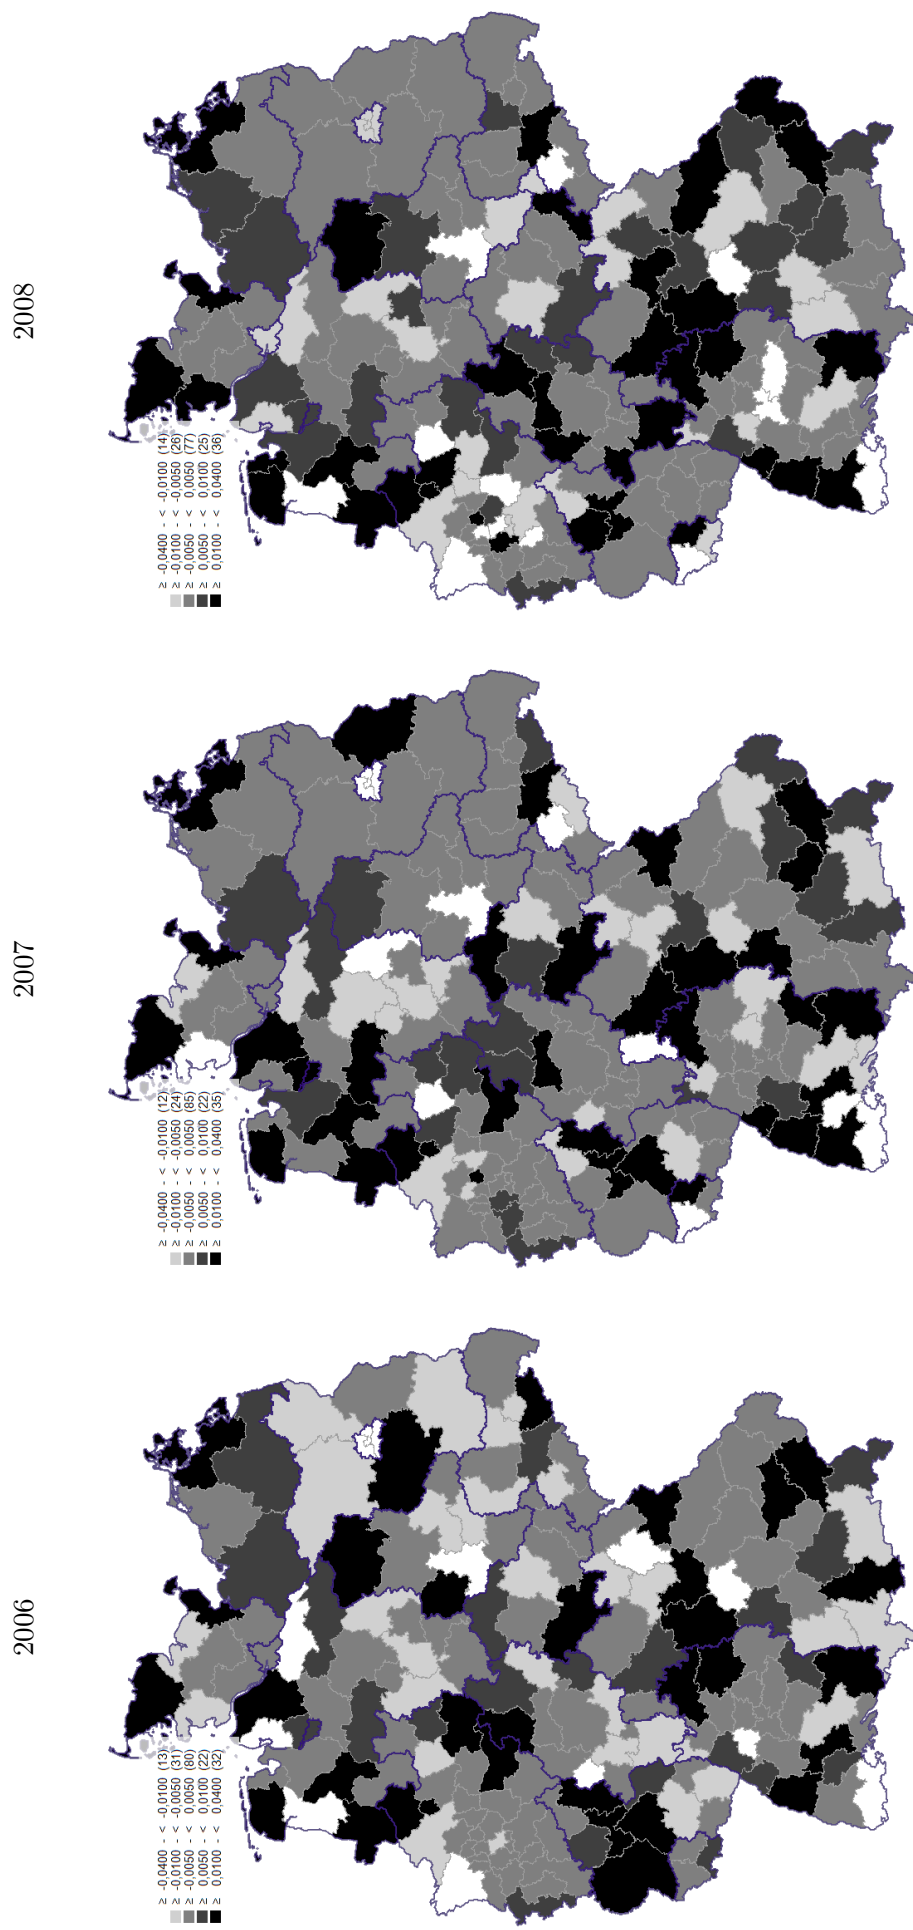 2006
≥ -0,0400 - < -0,0100 (13)
≥ -0,0100 - < -0,0050 (31)
≥ -0,0050 - < 0,0050 (80)
≥ 0,0050 - < 0,0100 (22)
≥ 0,0100 - < 0,0400 (32)
2007
≥ -0,0400 - < -0,0100 (12)
≥ -0,0100 - < -0,0050 (24)
≥ -0,0050 - < 0,0050 (85)
≥ 0,0050 - < 0,0100 (22)
≥ 0,0100 - < 0,0400 (35)
2008
≥ -0,0400 - < -0,0100 (14)
≥ -0,0100 - < -0,0050 (26)
≥ -0,0050 - < 0,0050 (77)
≥ 0,0050 - < 0,0100 (25)
≥ 0,0100 - < 0,0400 (36)